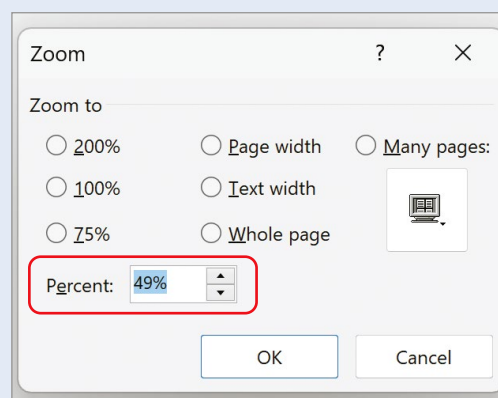 Zoom ?
Zoom to
200% Page width Many pages:
100% Text width
75% Whole page
Percent: 49%
OK Cancel